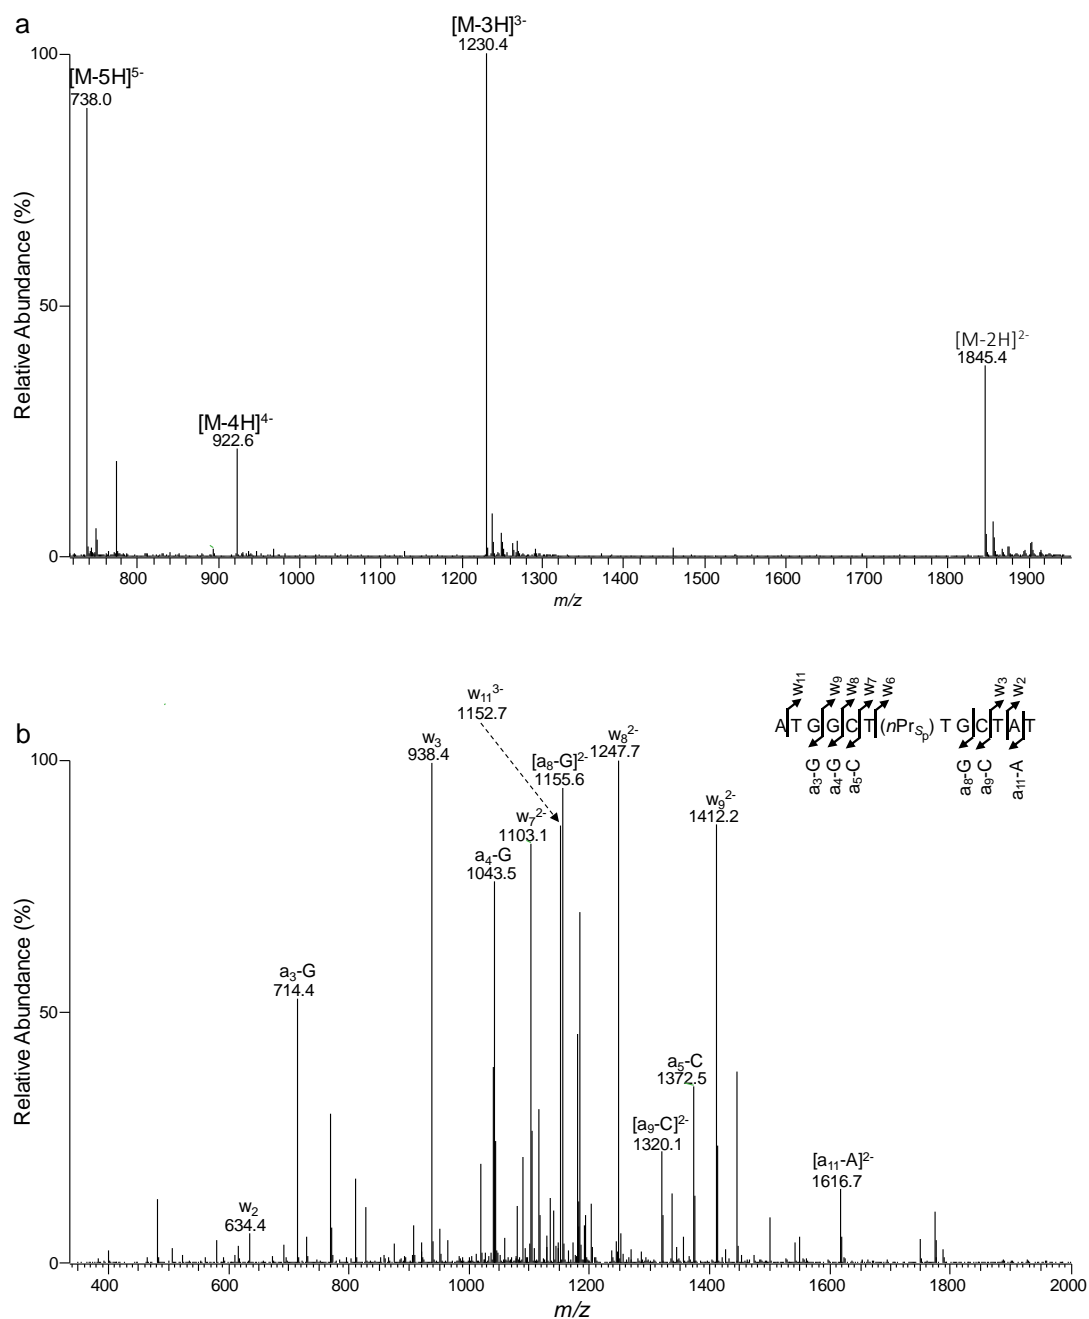 a
[M-3H]3-
1230.4
100
[M-5H]5-
738.0
[M-2H]2-
1845.4
[M-4H]4-
922.6
50
0
Relative Abundance (%)
800 900 1000 1100 1200 1300 1400 1500 1600 1700 1800 1900
m/z
w11 w9 w8 w7 w6 w3 w2
ATGGCT(nPrSp)TGCTAT
a3-G a4-G a5-C a8-G a9-C a11-A
b
w11 3-
1152.7
w3
938.4
w8 2-
1247.7
[a8-G]2-
1155.6
w9 2-
1412.2
w7 2-
1103.1
a4-G
1043.5
a3-G
714.4
a5-C
1372.5
[a9-C]2-
1320.1
[a11-A]2-
1616.7
w2
634.4
100
50
0
Relative Abundance (%)
400 600 800 1000 1200 1400 1600 1800 2000
m/z